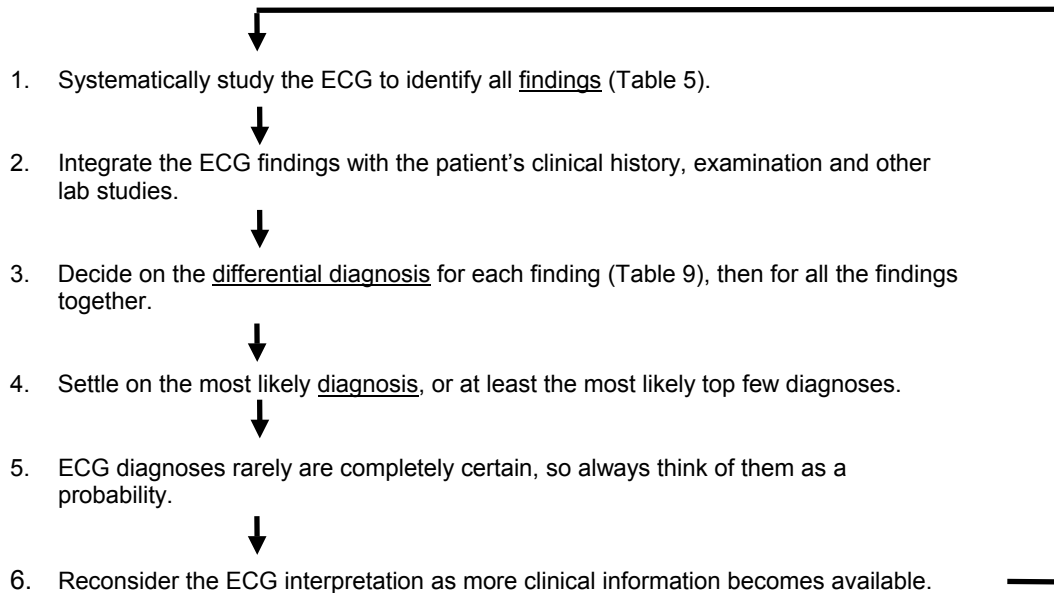 1. Systematically study the ECG to identify all findings (Table 5).
2. Integrate the ECG findings with the patient’s clinical history, examination and other
lab studies.
3. Decide on the differential diagnosis for each finding (Table 9), then for all the findings
together.
4. Settle on the most likely diagnosis, or at least the most likely top few diagnoses.
5. ECG diagnoses rarely are completely certain, so always think of them as a
probability.
6. Reconsider the ECG interpretation as more clinical information becomes available.